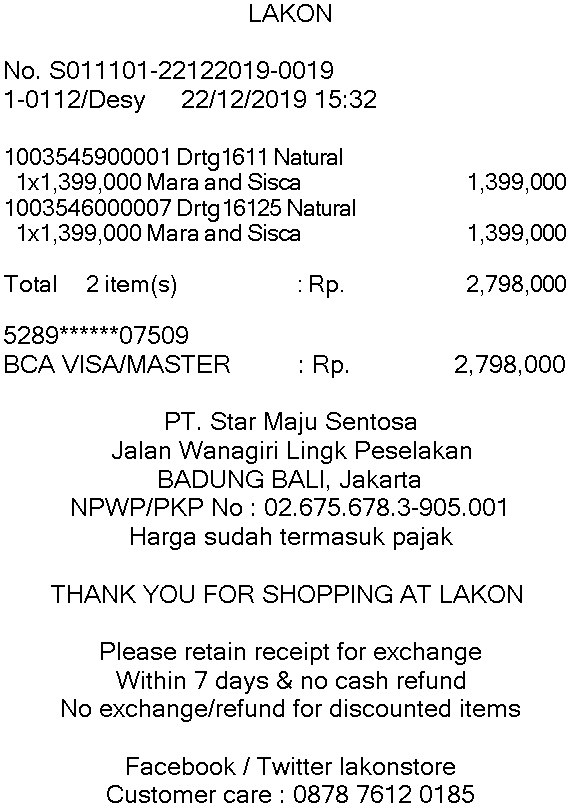 LAKON
No. S011101-22122019-0019
1-0112/Desy 22/12/2019 15:32
1003545900001 Drtg1611 Natural
1x1,399,000 Mara and Sisca 1,399,000
1003546000007 Drtg16125 Natural
1x1,399,000 Mara and Sisca 1,399,000
Total 2 item(s) : Rp. 2,798,000
5289******07509
BCA VISA/MASTER : Rp. 2,798,000
PT. Star Maju Sentosa
Jalan Wanagiri Lingk Peselakan
BADUNG BALI, Jakarta
NPWP/PKP No : 02.675.678.3-905.001
Harga sudah termasuk pajak
THANK YOU FOR SHOPPING AT LAKON
Please retain receipt for exchange
Within 7 days & no cash refund
No exchange/refund for discounted items
Facebook / Twitter lakonstore
Customer care : 0878 7612 0185